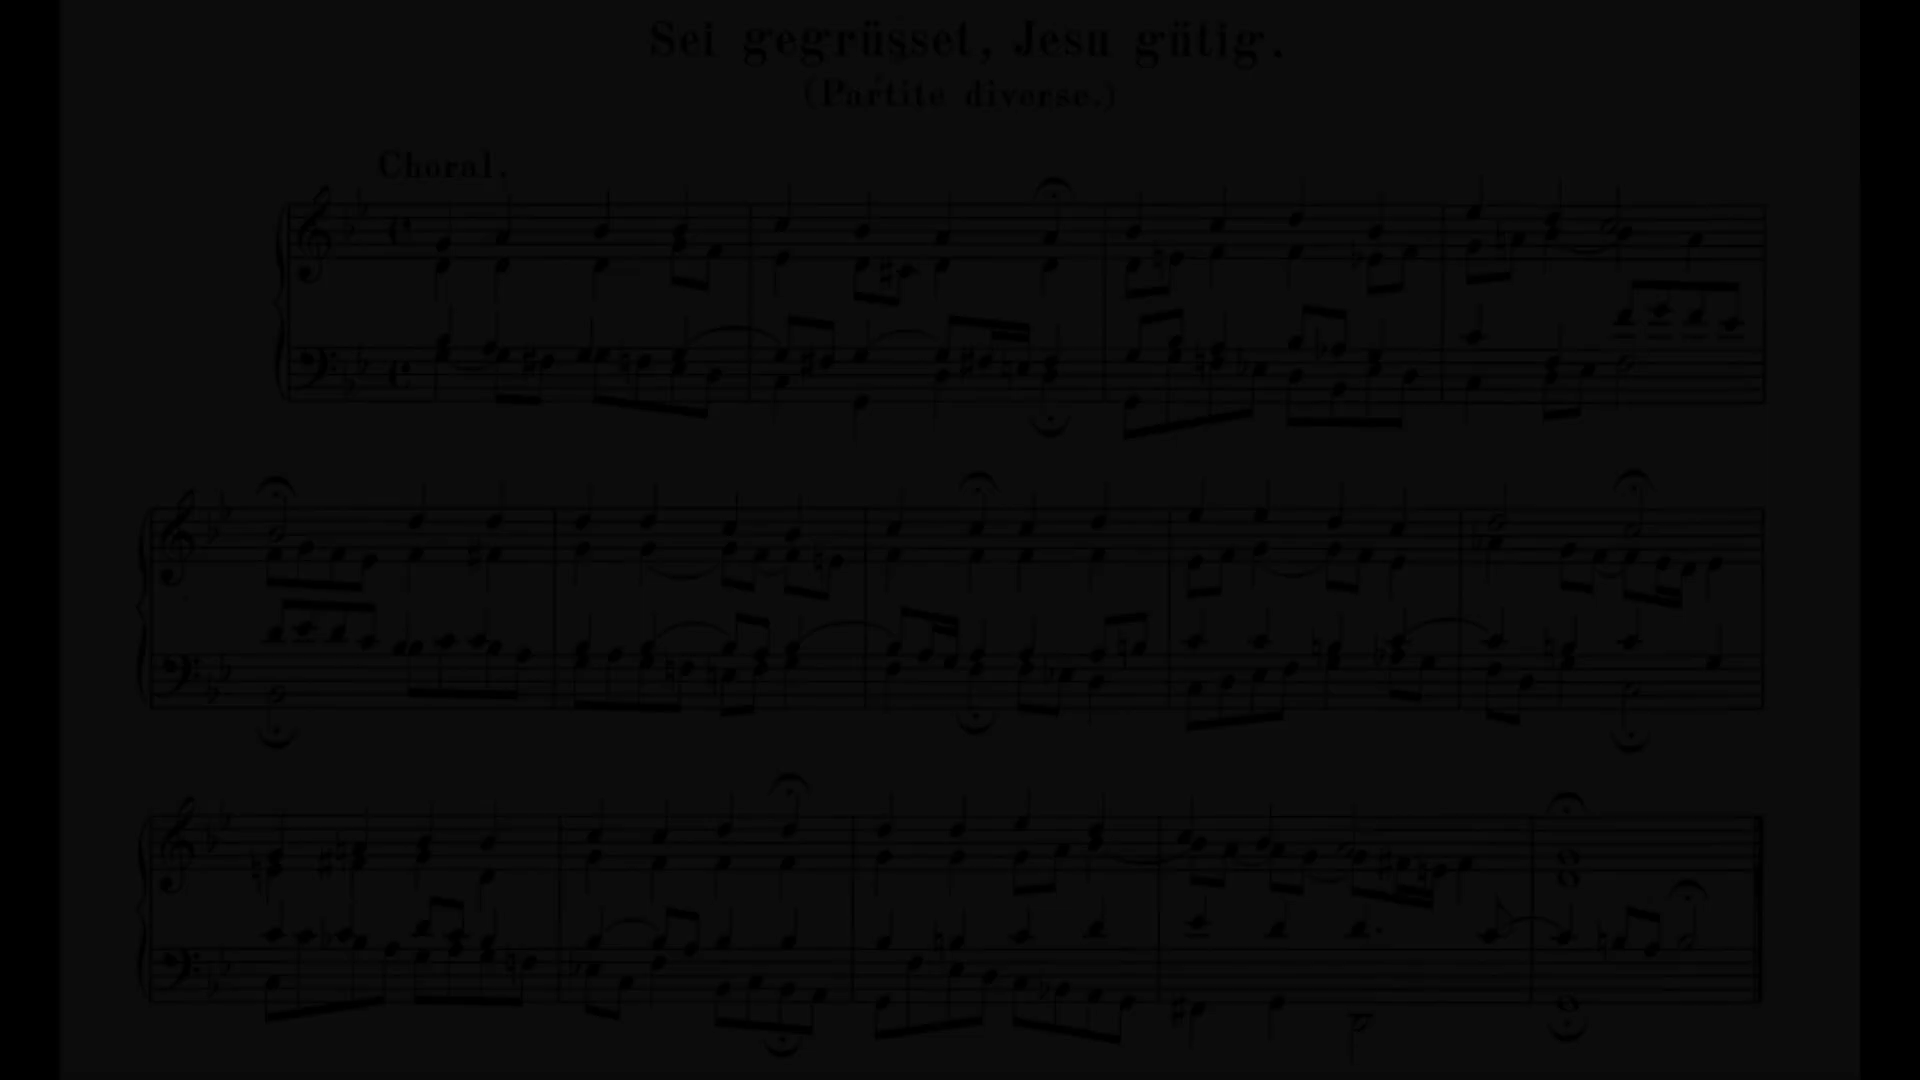 Sei gegrüsset, Jesu gütig.
(Partite diverse.)
Choral.